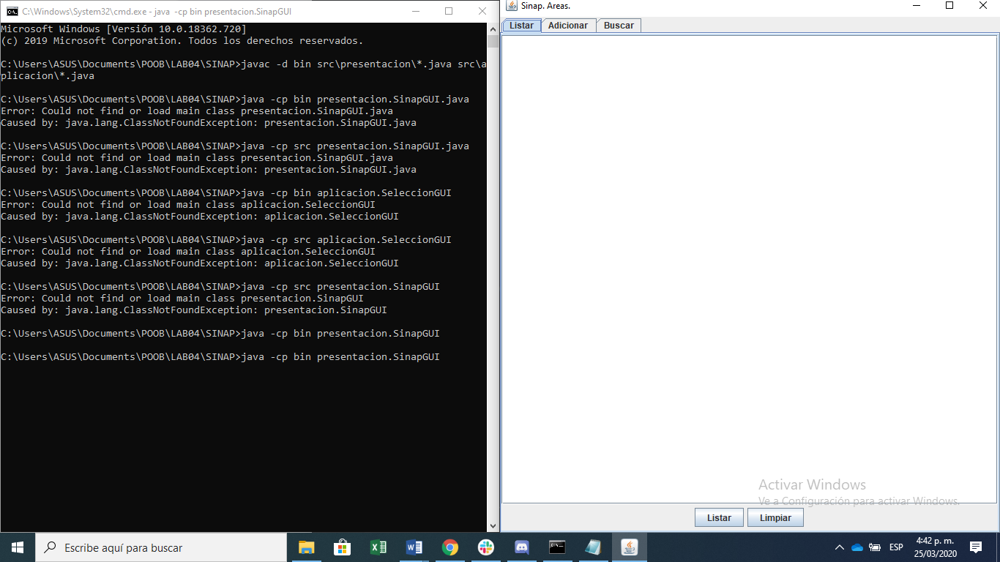 C:\Windows\System32\cmd.exe - java  -cp bin presentacion.SinapGUI
Microsoft Windows [Versión 10.0.18362.720]
(c) 2019 Microsoft Corporation. Todos los derechos reservados.
C:\Users\ASUS\Documents\POOB\LAB04\SINAP>javac -d bin src\presentacion\*.java src\a
plicacion\*.java
C:\Users\ASUS\Documents\POOB\LAB04\SINAP>java -cp bin presentacion.SinapGUI.java
Error: Could not find or load main class presentacion.SinapGUI.java
Caused by: java.lang.ClassNotFoundException: presentacion.SinapGUI.java
C:\Users\ASUS\Documents\POOB\LAB04\SINAP>java -cp src presentacion.SinapGUI.java
Error: Could not find or load main class presentacion.SinapGUI.java
Caused by: java.lang.ClassNotFoundException: presentacion.SinapGUI.java
C:\Users\ASUS\Documents\POOB\LAB04\SINAP>java -cp bin aplicacion.SeleccionGUI
Error: Could not find or load main class aplicacion.SeleccionGUI
Caused by: java.lang.ClassNotFoundException: aplicacion.SeleccionGUI
C:\Users\ASUS\Documents\POOB\LAB04\SINAP>java -cp src aplicacion.SeleccionGUI
Error: Could not find or load main class aplicacion.SeleccionGUI
Caused by: java.lang.ClassNotFoundException: aplicacion.SeleccionGUI
C:\Users\ASUS\Documents\POOB\LAB04\SINAP>java -cp src presentacion.SinapGUI
Error: Could not find or load main class presentacion.SinapGUI
Caused by: java.lang.ClassNotFoundException: presentacion.SinapGUI
C:\Users\ASUS\Documents\POOB\LAB04\SINAP>java -cp bin presentacion.SinapGUI
C:\Users\ASUS\Documents\POOB\LAB04\SINAP>java -cp bin presentacion.SinapGUI
Sinap. Areas.
Listar Adicionar Buscar
Activar Windows
Ve a Configuración para activar Windows.
Listar Limpiar
Escribe aquí para buscar
ESP
4:42 p. m.
25/03/2020